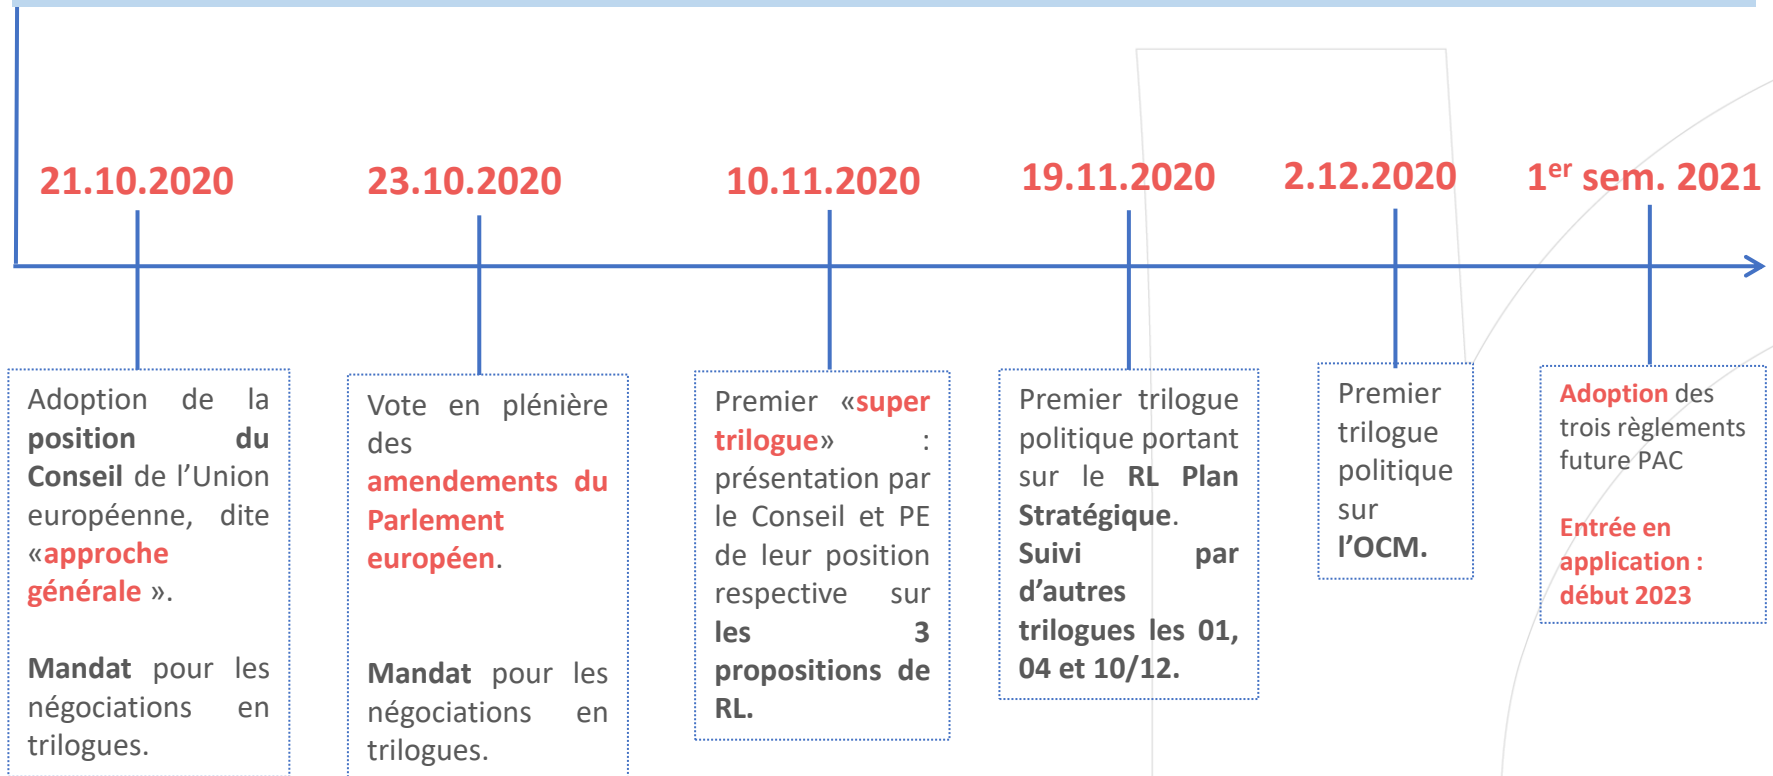 21.10.2020
23.10.2020
10.11.2020
19.11.2020
2.12.2020
1er sem. 2021
Adoption de la
position du
Conseil de l’Union
européenne, dite
«approche
générale ».
Mandat pour les
négociations en
trilogues.
Vote en plénière
des
amendements du
Parlement
européen.
Mandat pour les
négociations en
trilogues.
Premier «super
trilogue» :
présentation par
le Conseil et PE
de leur position
respective sur
les 3
propositions de
RL.
Premier trilogue
politique portant
sur le RL Plan
Stratégique.
Suivi par
d’autres
trilogues les 01,
04 et 10/12.
Premier
trilogue
politique
sur
l’OCM.
Adoption des
trois règlements
future PAC
Entrée en
application :
début 2023